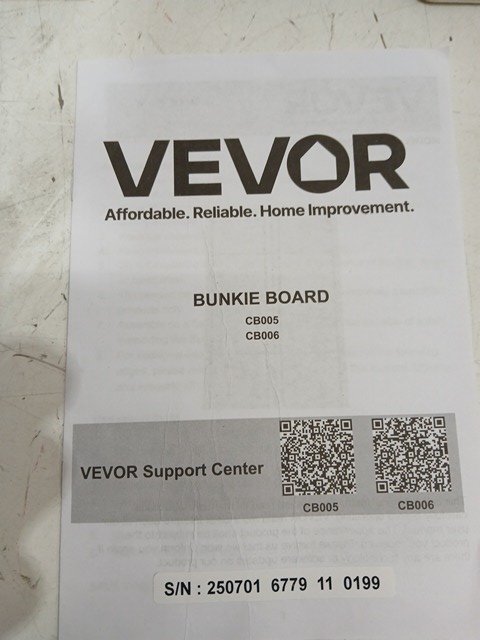 VEVOR
Affordable. Reliable. Home Improvement.
BUNKIE BOARD
CB005
CB006
VEVOR Support Center
CB005
CB006
S/N : 250701 6779 11 0199